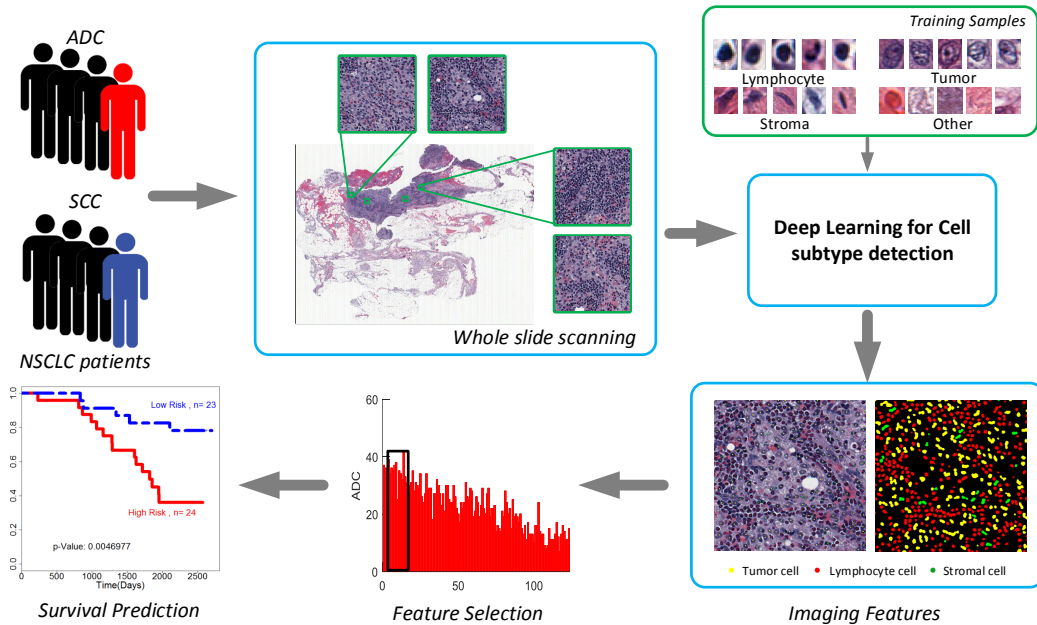 ADC
SCC
NSCLC patients
Whole slide scanning
Training Samples
Lymphocyte
Tumor
Stroma
Other
Deep Learning for Cell
subtype detection
Tumor cell
Lymphocyte cell
Stromal cell
Imaging Features
60
40
20
0
ADC
0
50
100
Feature Selection
1.0
0.8
0.6
0.4
0.2
0.0
Low Risk , n= 23
High Risk , n= 24
p-Value: 0.0046977
0
500
1000
1500
2000
2500
Time(Days)
Survival Prediction